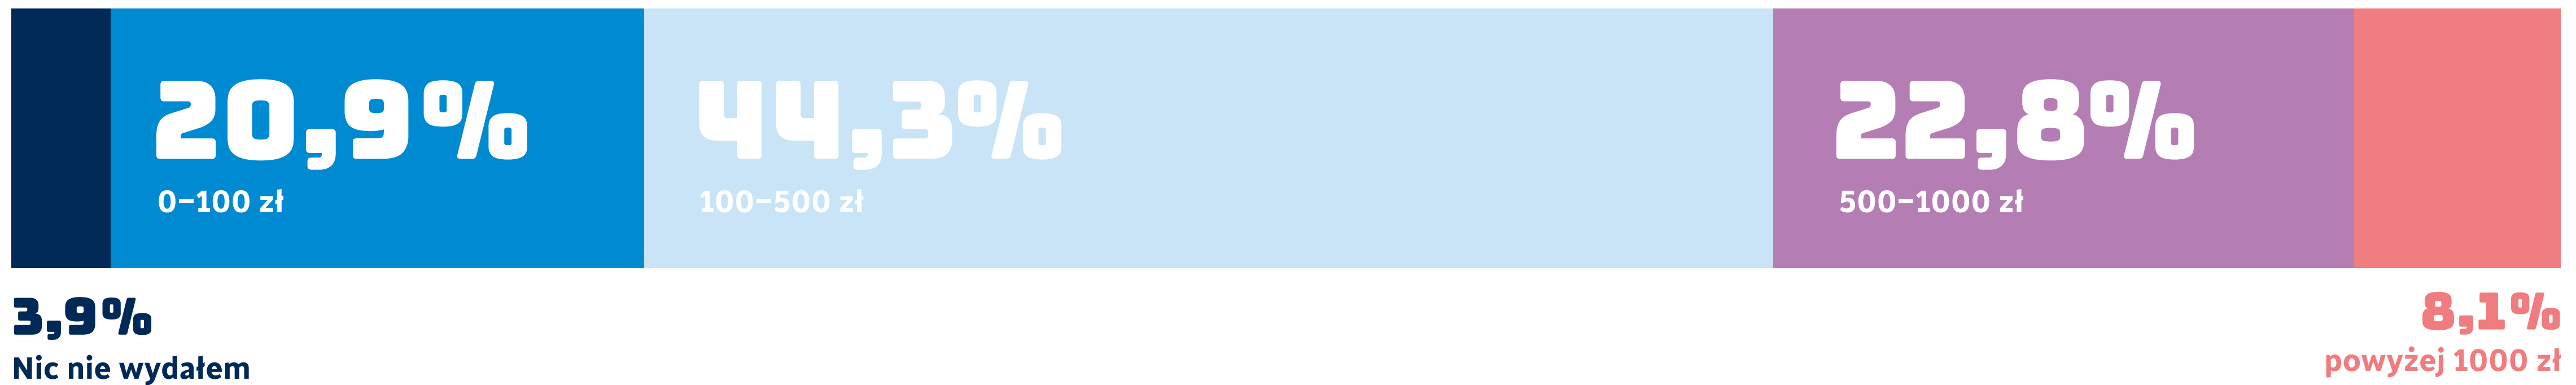 20,9%
0–100 zł
44,3%
100–500 zł
22,8%
500–1000 zł
3,9%
Nic nie wydałem
8,1%
powyżej 1000 zł